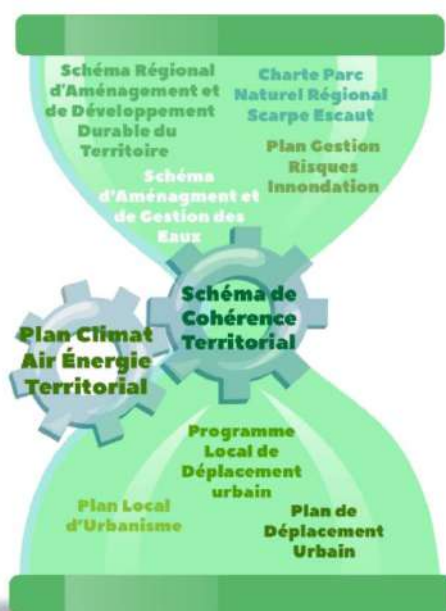 Schéma Régional
d'Aménagement et
de Développement
Durable du
Territoire
Charte Parc
Naturel Régional
Scarpe Escaut
Plan Gestion
Risques
Innondation
Schéma
d'Aménagment et
de Gestion des
Eaux
Schéma de
Cohérence
Territorial
Plan Climat
Air Énergie
Territorial
Programme
Local de
Déplacement
urbain
Plan Local
d'Urbanisme
Plan de
Déplacement
Urbain